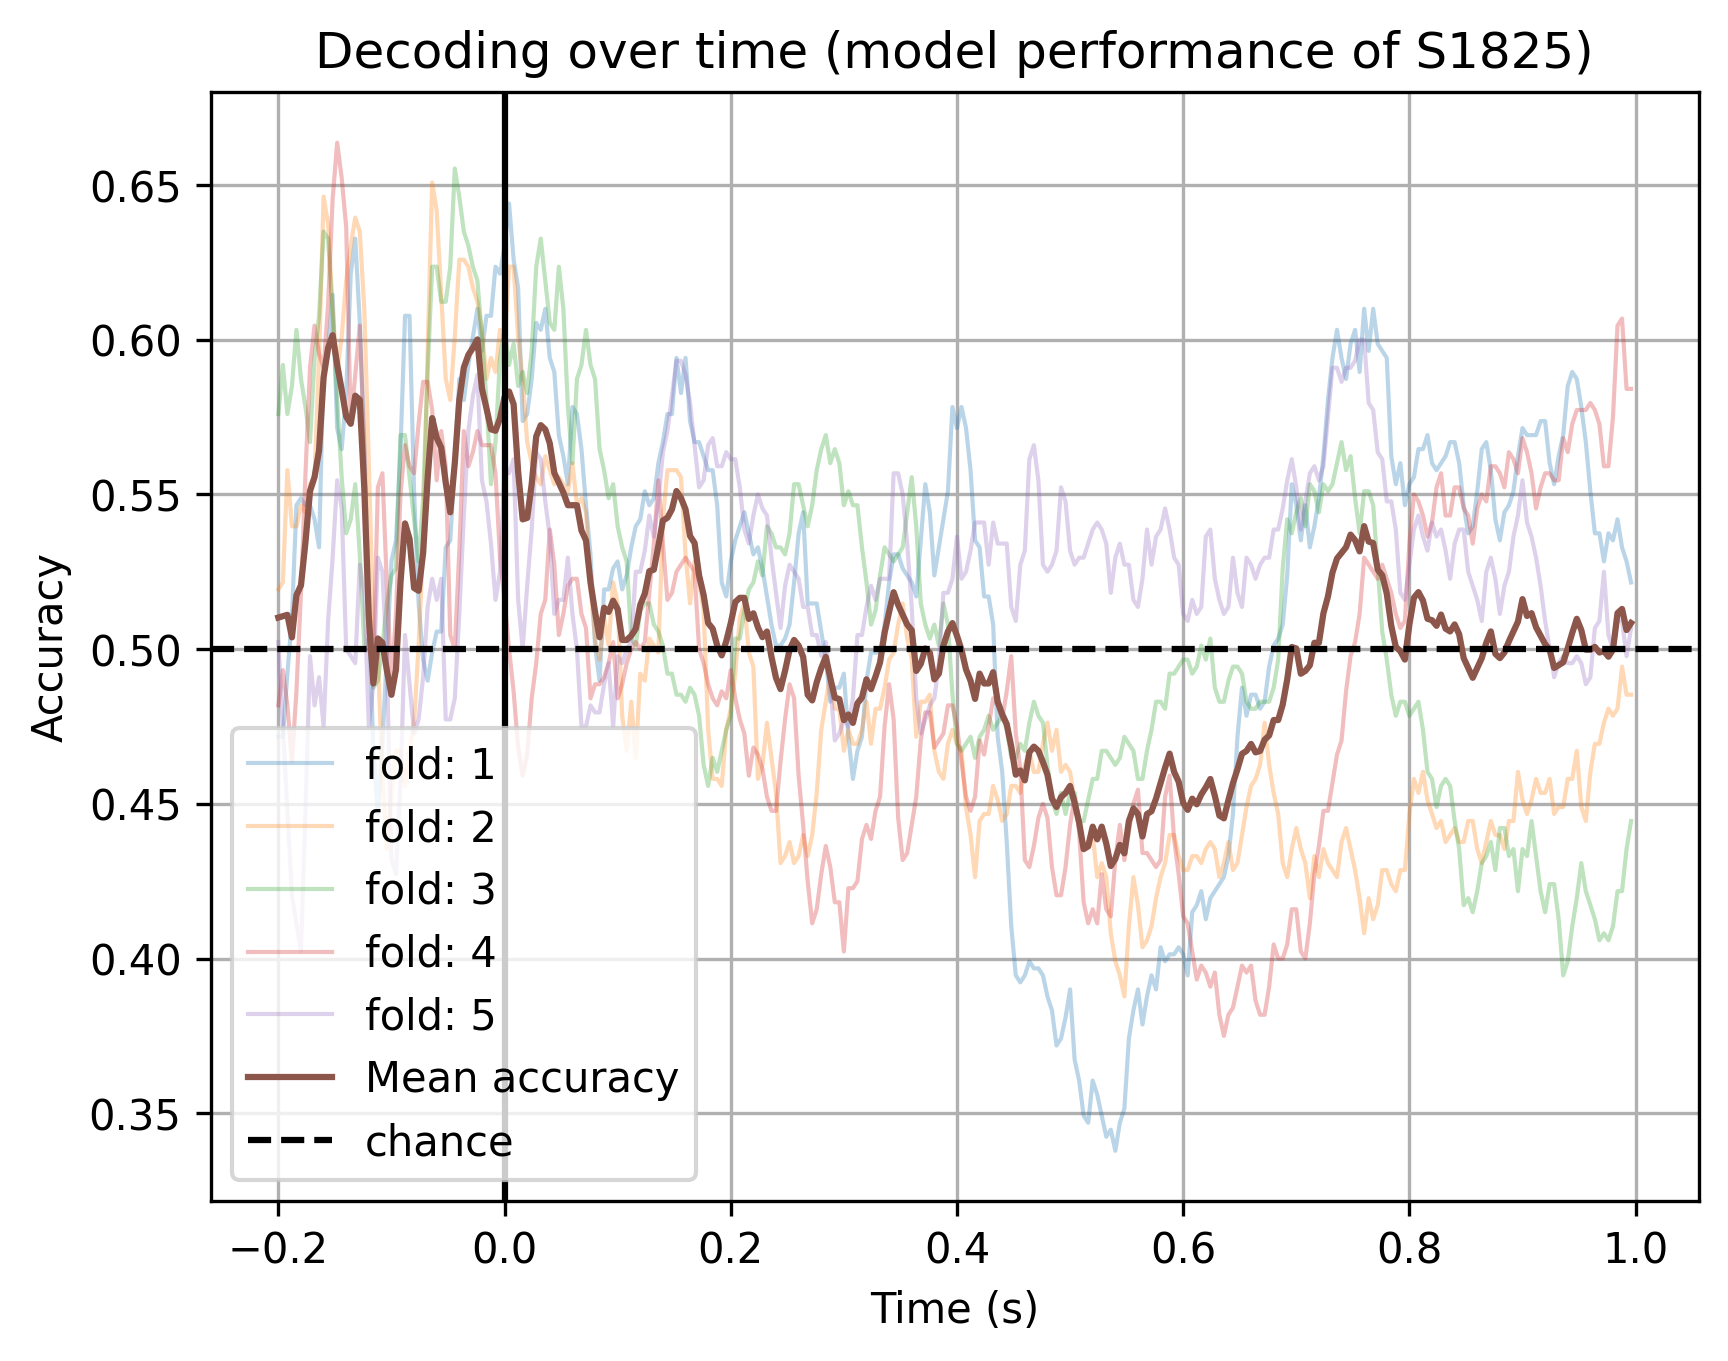 Decoding over time (model performance of S1825)
Accuracy
0.65
0.60
0.55
0.50
0.45
0.40
0.35
fold: 1
fold: 2
fold: 3
fold: 4
fold: 5
Mean accuracy
chance
−0.2
0.0
0.2
0.4
0.6
0.8
1.0
Time (s)